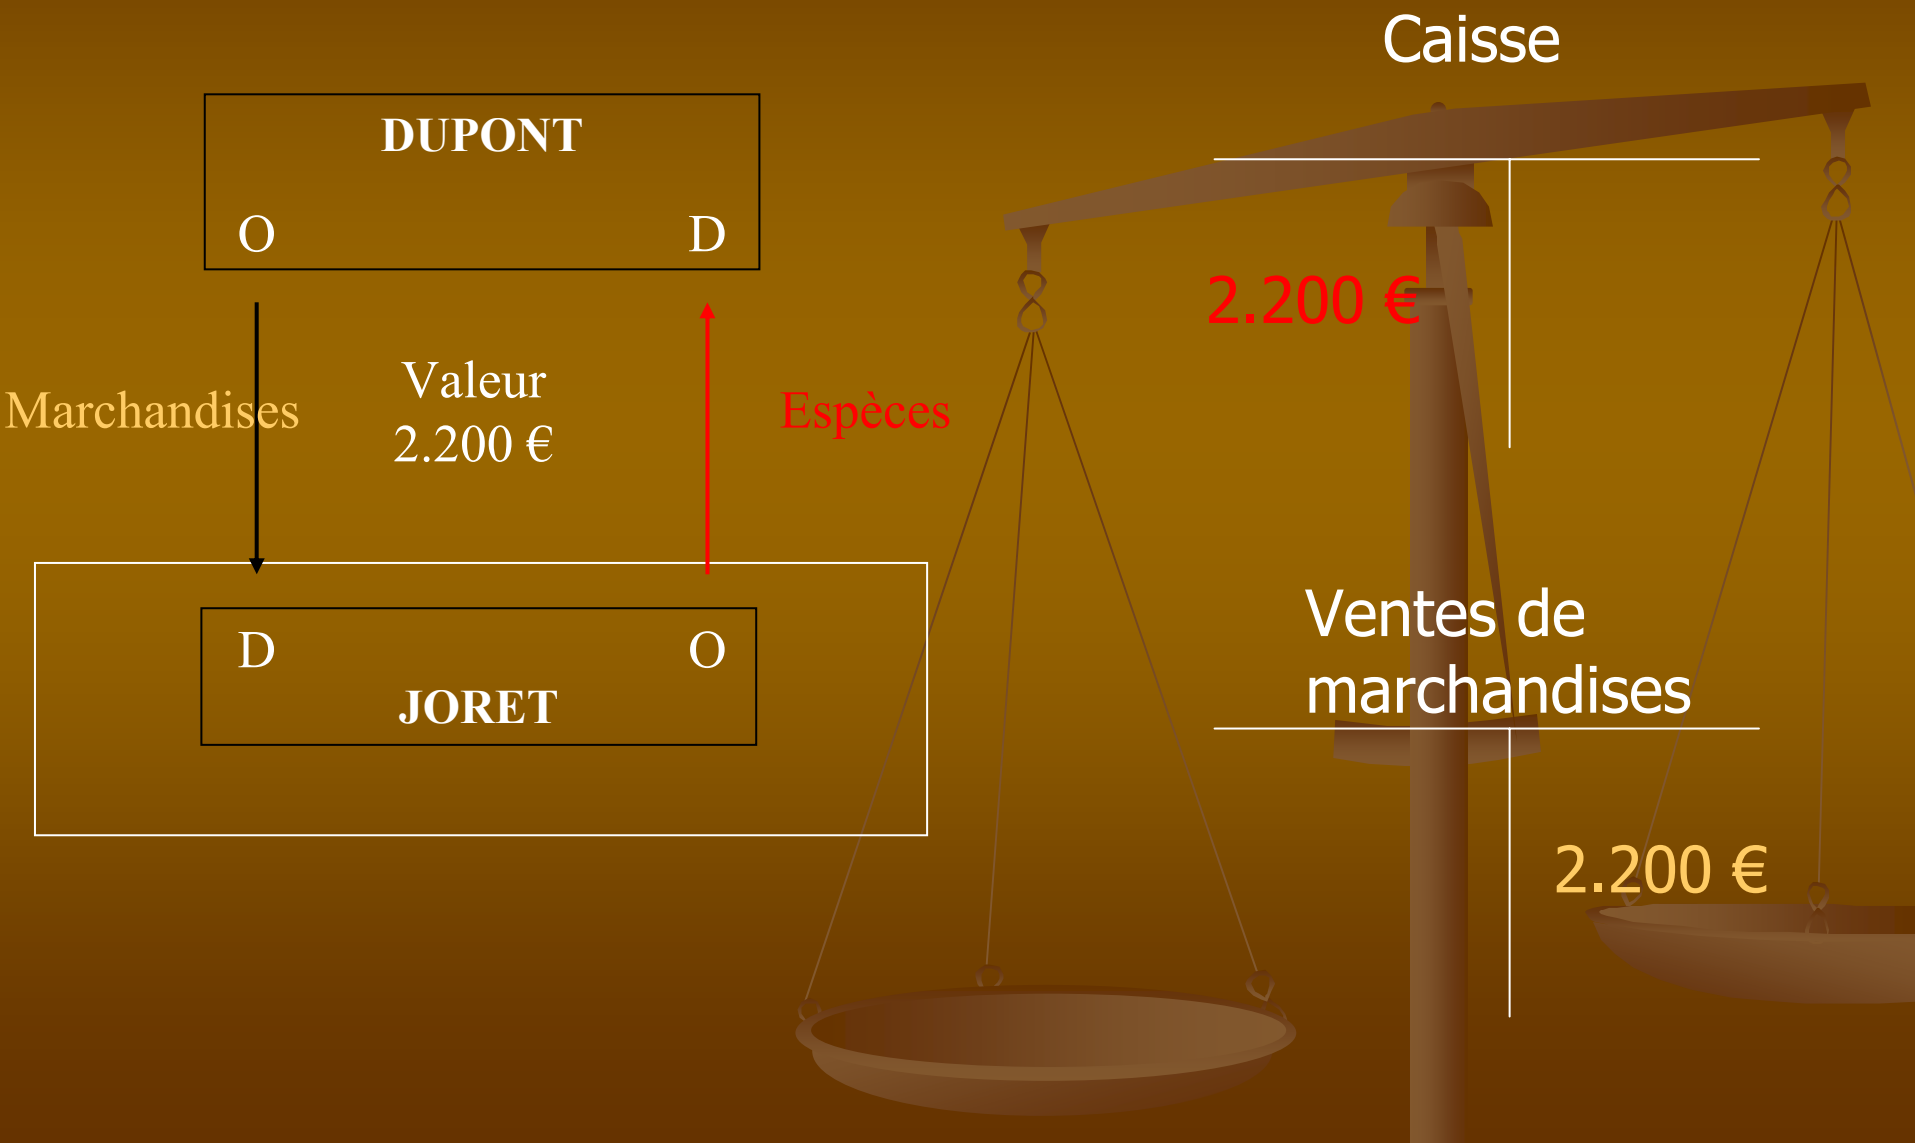 DUPONT
O D
Marchandises
Valeur
2.200 €
Espèces
D O
JORET
Caisse
2.200 €
Ventes de
marchandises
2.200 €